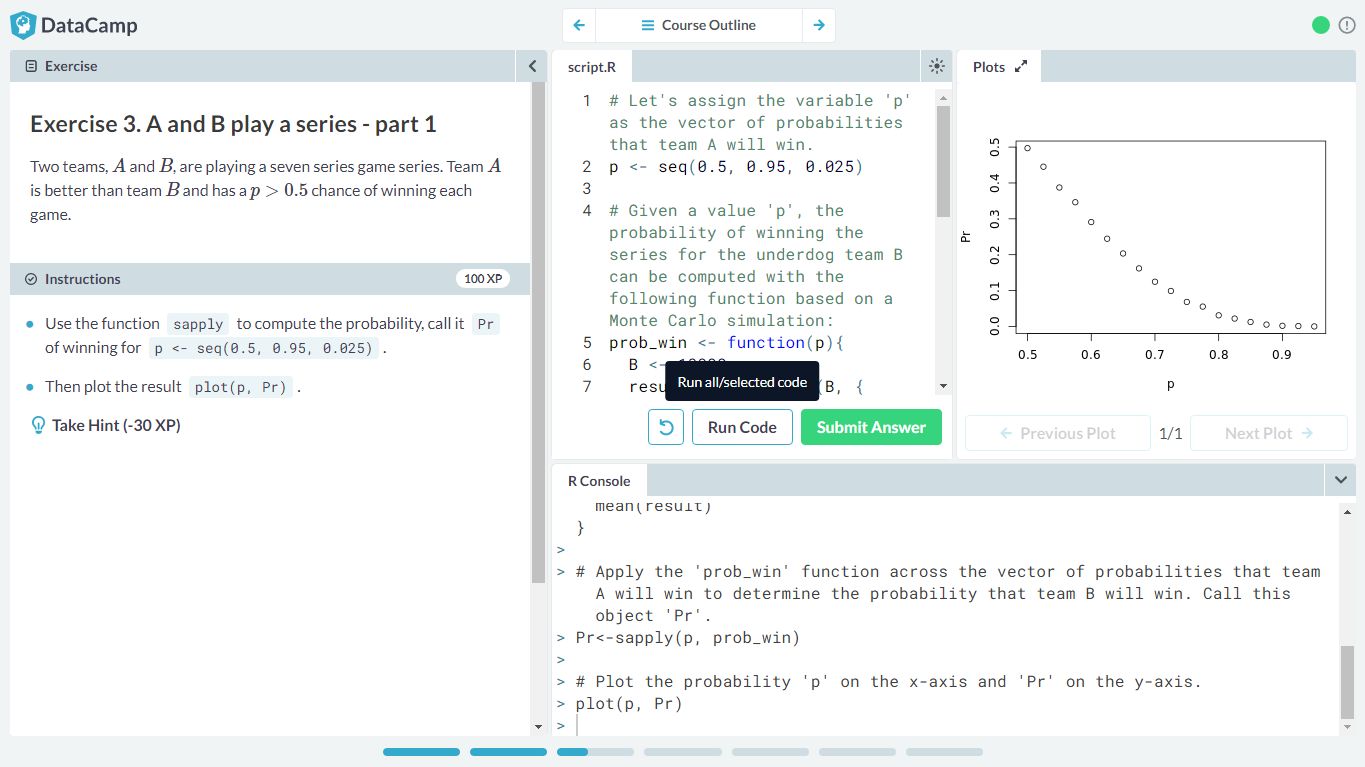 DataCamp
Course Outline
Exercise
Exercise 3. A and B play a series - part 1
Two teams, A and B, are playing a seven series game series. Team A
is better than team B and has a p > 0.5 chance of winning each
game.
Instructions
100 XP
Use the function sapply to compute the probability, call it Pr
of winning for p <- seq(0.5, 0.95, 0.025) .
Then plot the result plot(p, Pr) .
Take Hint (-30 XP)
script.R
1 # Let's assign the variable 'p'
as the vector of probabilities
that team A will win.
2 p <- seq(0.5, 0.95, 0.025)
3
4 # Given a value 'p', the
probability of winning the
series for the underdog team B
can be computed with the
following function based on a
Monte Carlo simulation:
5 prob_win <- function(p){
6 B <- 10000
7 resu (B, {
Run all/selected code
Run Code
Submit Answer
Plots
0.5
0.4
0.3
0.2
0.1
0.0
Pr
0.5 0.6 0.7 0.8 0.9
p
Previous Plot
1/1
Next Plot
R Console
mean(result)
}
>
> # Apply the 'prob_win' function across the vector of probabilities that team
A will win to determine the probability that team B will win. Call this
object 'Pr'.
> Pr<-sapply(p, prob_win)
>
> # Plot the probability 'p' on the x-axis and 'Pr' on the y-axis.
> plot(p, Pr)
>